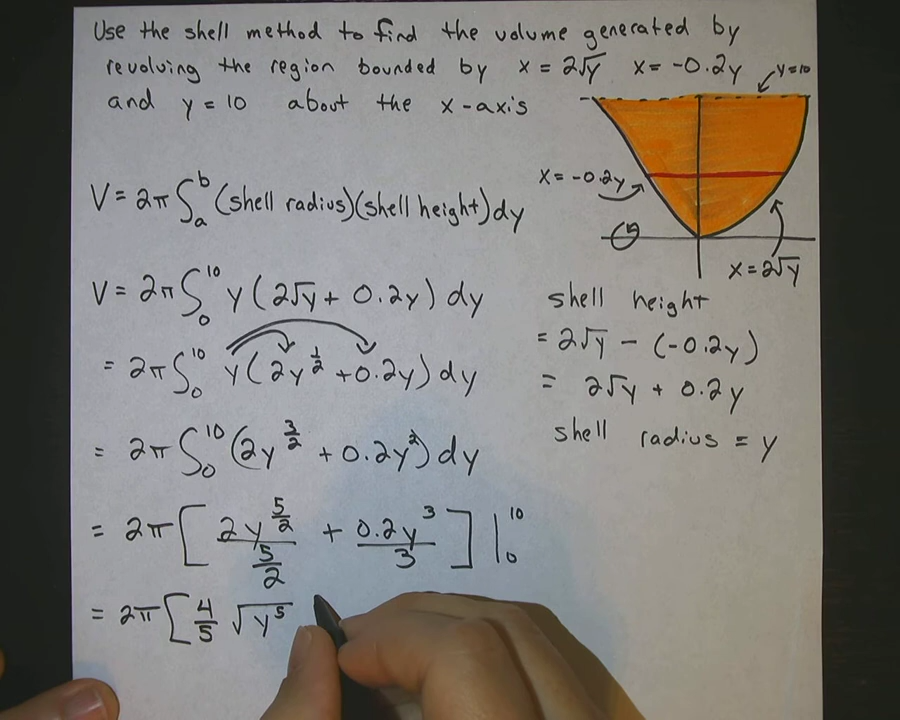 Use the shell method to find the volume generated by
revolving the region bounded by x = 2√y x = -0.2y
and y = 10 about the x-axis
y=10
x = -0.2y
x = 2√y
V = 2π ∫₀ᵇ (shell radius)(shell height) dy
V = 2π ∫₀¹⁰ y (2√y + 0.2y) dy
= 2π ∫₀¹⁰ y (2y^(1/2) + 0.2y) dy
= 2π ∫₀¹⁰ (2y^(3/2) + 0.2y²) dy
= 2π [ 2y^(5/2) / (5/2) + 0.2y³ / 3 ] |₀¹⁰
= 2π [ 4/5 √y⁵
shell height
= 2√y - (-0.2y)
= 2√y + 0.2y
shell radius = y